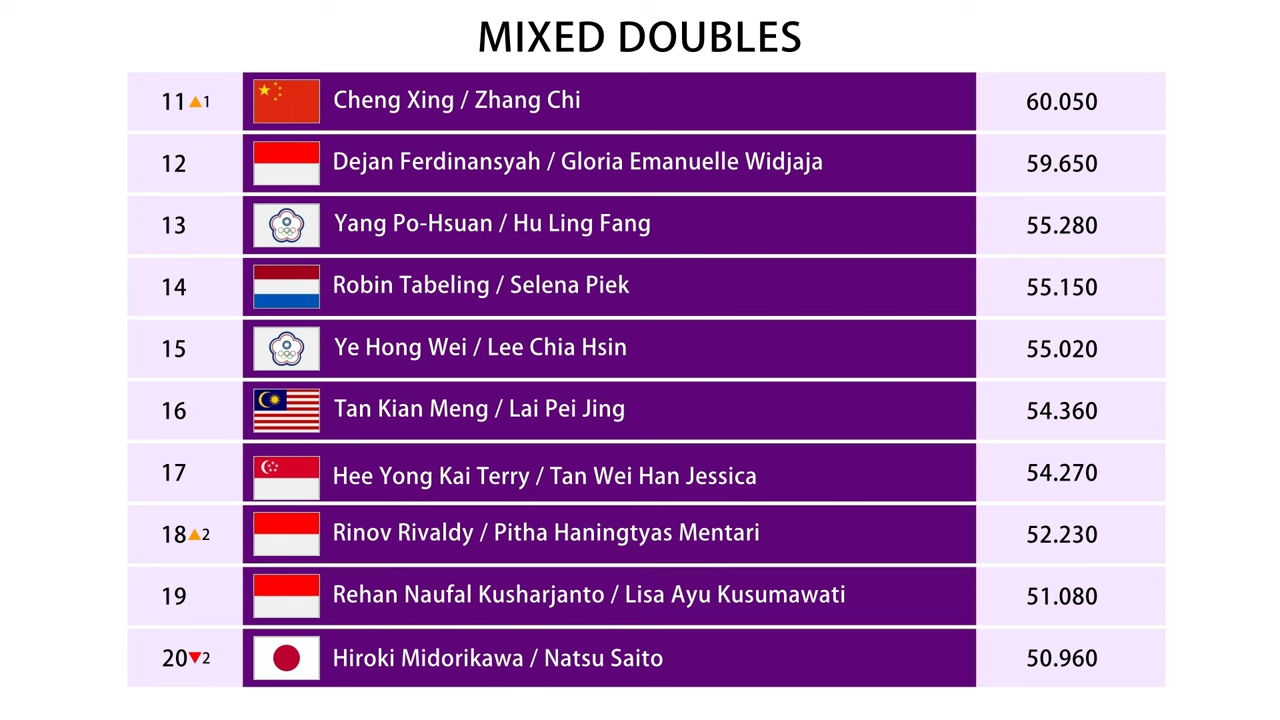 MIXED DOUBLES
11▲1 Cheng Xing / Zhang Chi 60.050
12 Dejan Ferdinansyah / Gloria Emanuelle Widjaja 59.650
13 Yang Po-Hsuan / Hu Ling Fang 55.280
14 Robin Tabeling / Selena Piek 55.150
15 Ye Hong Wei / Lee Chia Hsin 55.020
16 Tan Kian Meng / Lai Pei Jing 54.360
17 Hee Yong Kai Terry / Tan Wei Han Jessica 54.270
18▲2 Rinov Rivaldy / Pitha Haningtyas Mentari 52.230
19 Rehan Naufal Kusharjanto / Lisa Ayu Kusumawati 51.080
20▼2 Hiroki Midorikawa / Natsu Saito 50.960